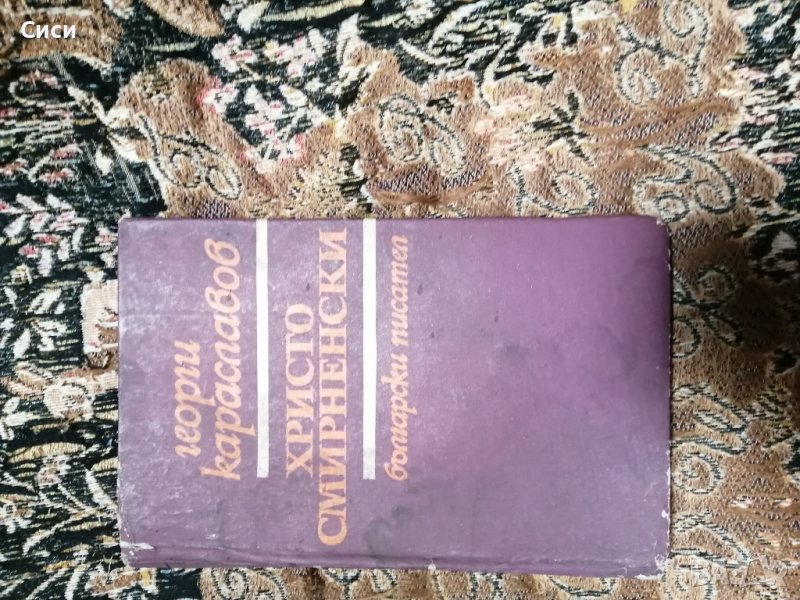 Сиси
георги
караславов
ХРИСТО
СМИРНЕНСКИ
български писател